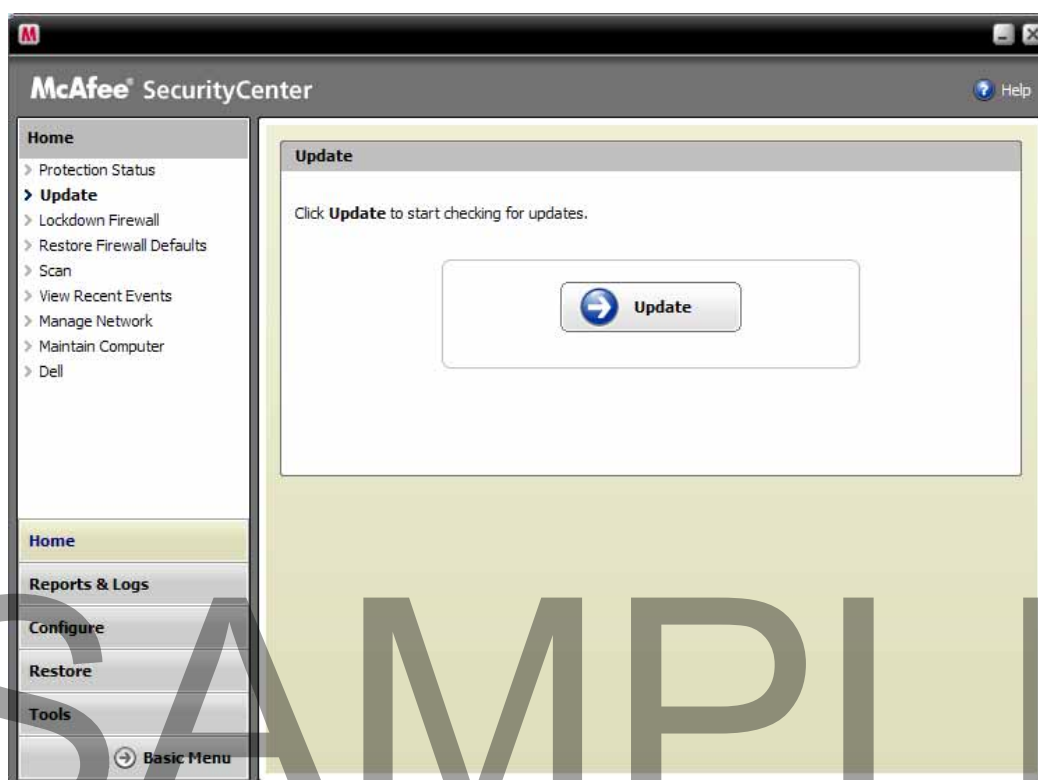 McAfee® SecurityCenter
Help
Home
Protection Status
Update
Lockdown Firewall
Restore Firewall Defaults
Scan
View Recent Events
Manage Network
Maintain Computer
Dell
Home
Reports & Logs
Configure
Restore
Tools
Basic Menu
Update
Click Update to start checking for updates.
Update
SAMPL